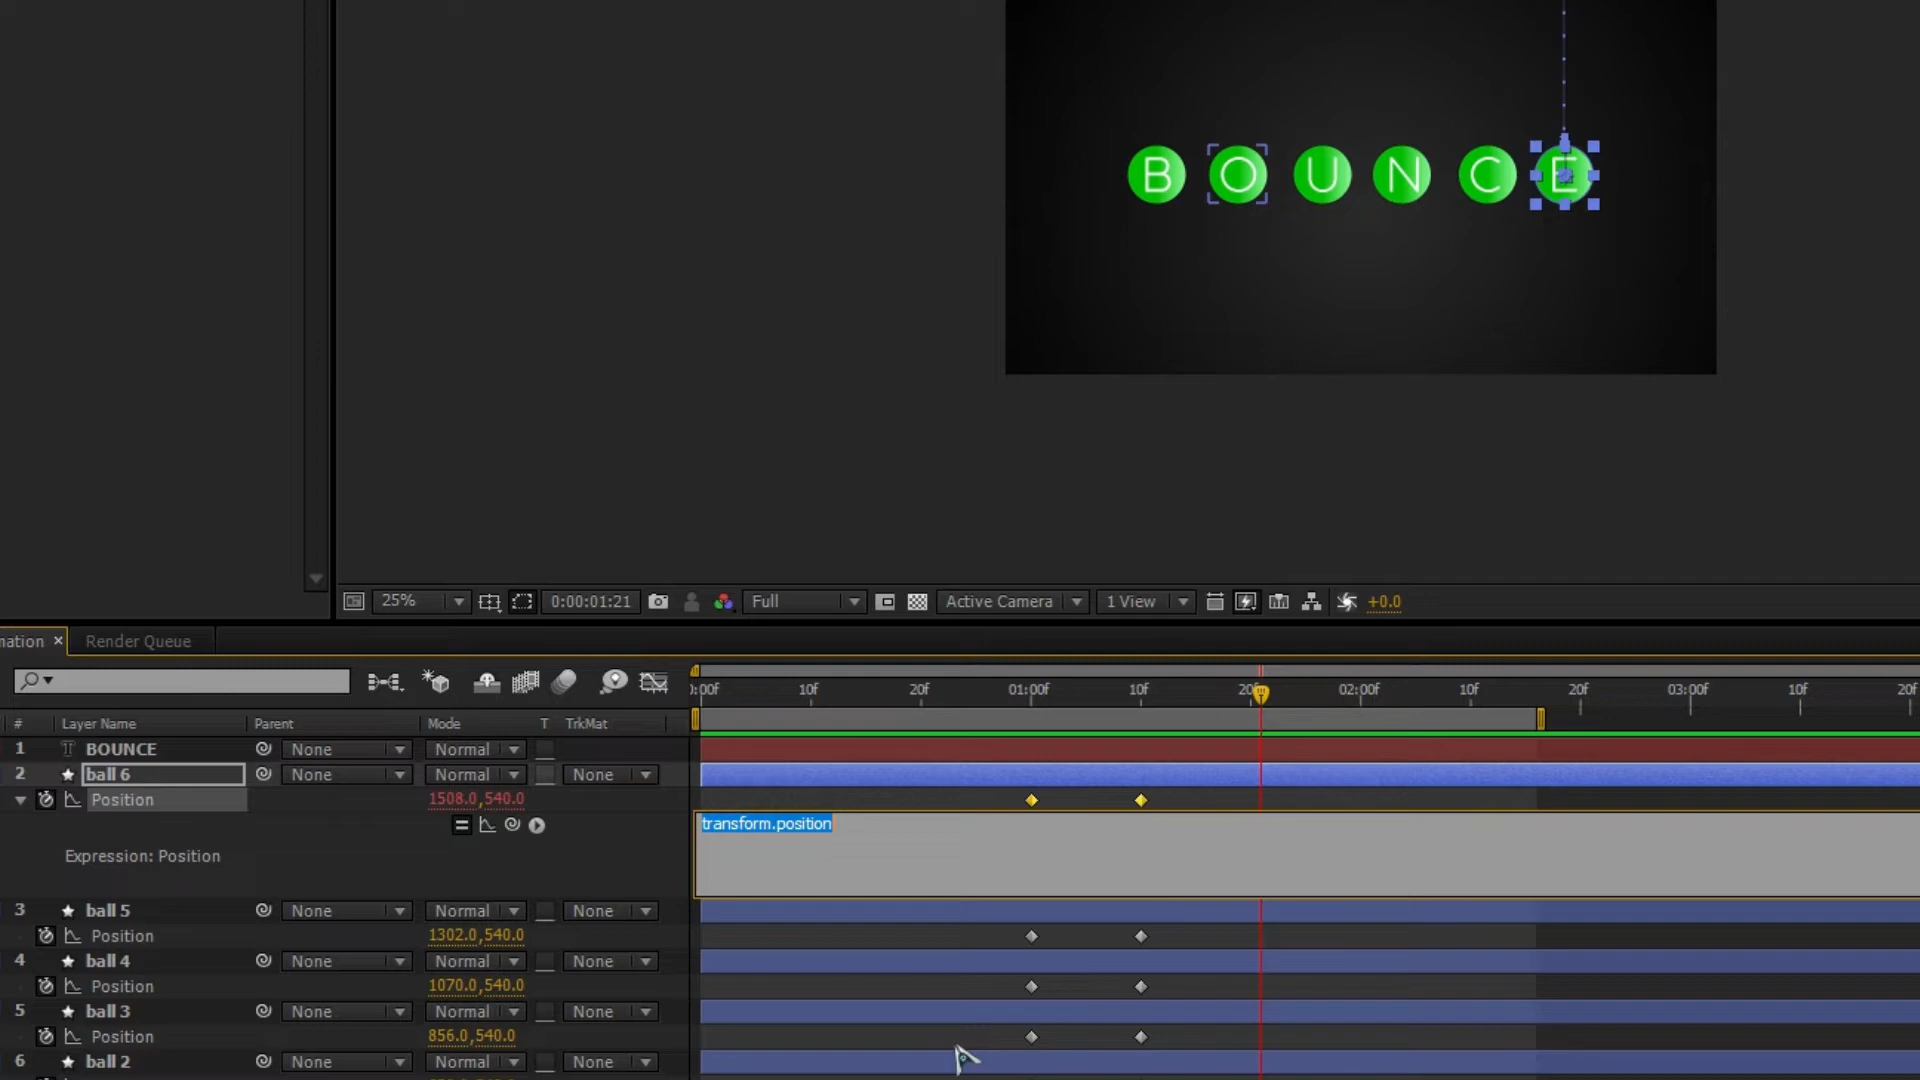 B O U N C E
25%
0:00:01:21
Full
Active Camera
1 View
+0.0
mation ×
Render Queue
:00f 10f 20f 01:00f 10f 20f 02:00f 10f 20f 03:00f 10f 20f
# Layer Name Parent Mode T TrkMat
1 T BOUNCE None Normal
2 ball 6 None Normal None
Position 1508.0,540.0
transform.position
Expression: Position
3 ball 5 None Normal None
Position 1302.0,540.0
4 ball 4 None Normal None
Position 1070.0,540.0
5 ball 3 None Normal None
Position 856.0,540.0
6 ball 2 None Normal None